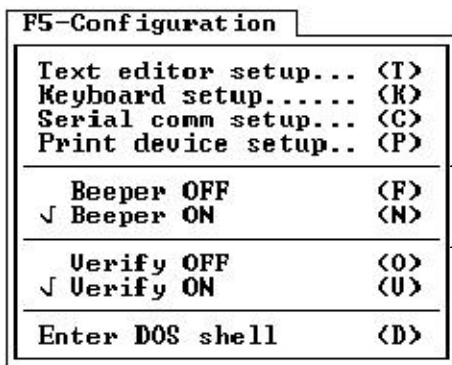 F5-Configuration
Text editor setup... (T)
Keyboard setup...... (K)
Serial comm setup... (C)
Print device setup.. (P)
Beeper OFF (F)
√ Beeper ON (N)
Verify OFF (O)
√ Verify ON (V)
Enter DOS shell (D)